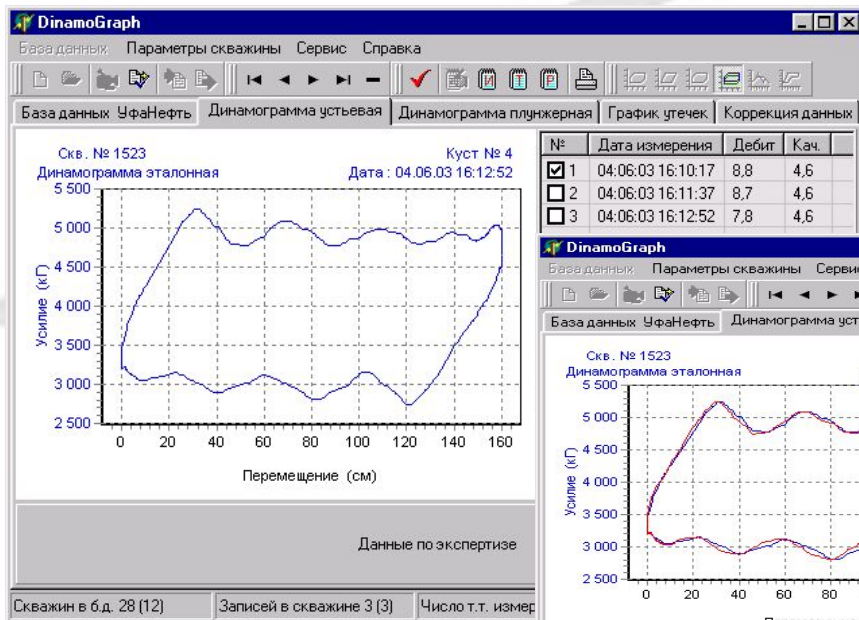 DinamoGraph
База данных Параметры скважины Сервис Справка
База данных УфаНефть Динамограмма устьевая Динамограмма плунжерная График утечек Коррекция данных
Скв. № 1523 Куст № 4
Динамограмма эталонная Дата : 04.06.03 16:12:52
5 500
5 000
4 500
4 000
3 500
3 000
2 500
Усилие (кГ)
0 20 40 60 80 100 120 140 160
Перемещение (см)
Данные по экспертизе
Скважин в б.д. 28 (12) Записей в скважине 3 (3) Число т.т. измер
№ Дата измерения Дебит Кач.
1 04:06:03 16:10:17 8,8 4,6
2 04:06:03 16:11:37 8,7 4,6
3 04:06:03 16:12:52 7,8 4,6
DinamoGraph
База данных Параметры скважины Сервис
База данных УфаНефть Динамограмма уст
Скв. № 1523
Динамограмма эталонная
5 500
5 000
4 500
4 000
3 500
3 000
2 500
Усилие (кГ)
0 20 40 60 80